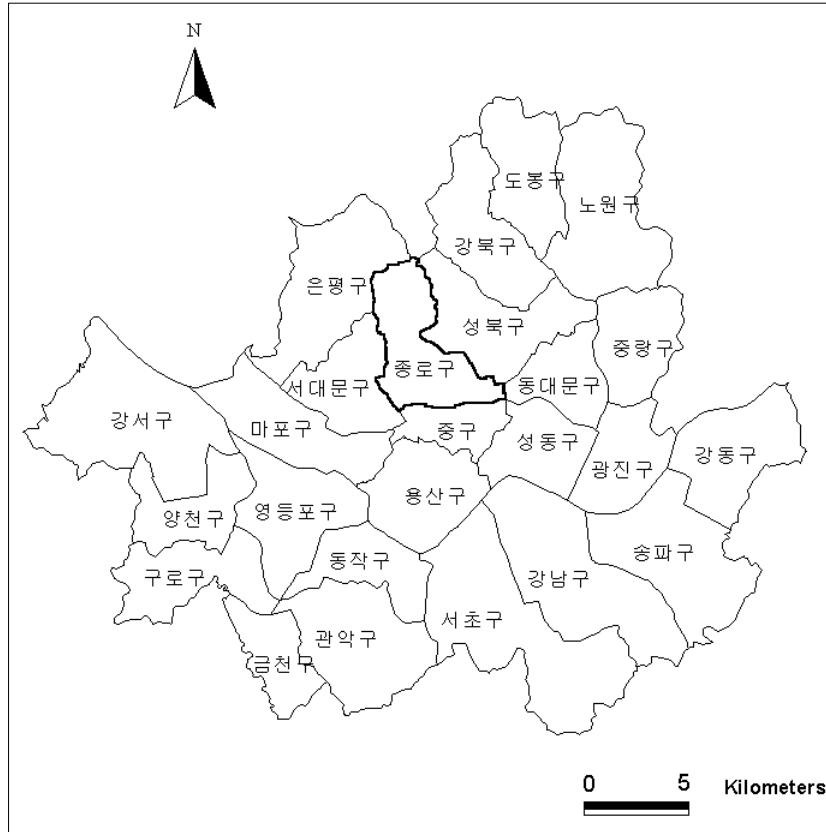 N
도봉구
노원구
강북구
은평구
성북구
중랑구
종로구
서대문구
동대문구
강서구
마포구
중구
성동구
광진구
강동구
용산구
양천구
영등포구
송파구
동작구
구로구
강남구
서초구
관악구
금천구
0 5 Kilometers